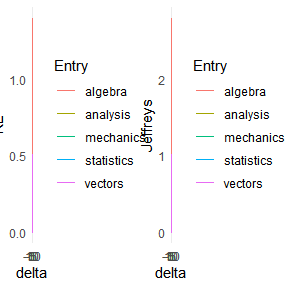 Entry
algebra
analysis
mechanics
statistics
vectors
1.0
0.5
0.0
delta
Entry
algebra
analysis
mechanics
statistics
vectors
Jeffreys
2
1
0
delta